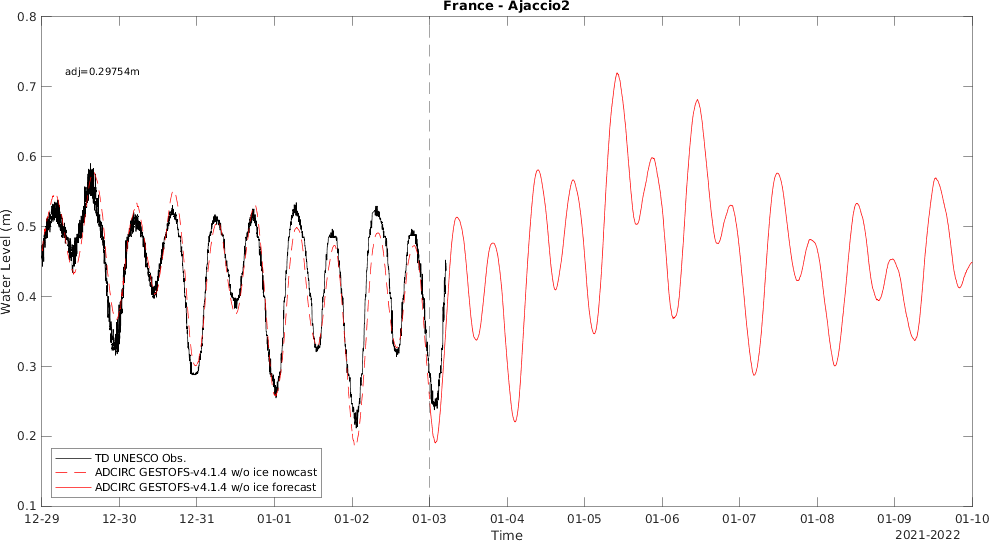 France - Ajaccio2
0.8
0.7
0.6
0.5
0.4
0.3
0.2
0.1
Water Level (m)
adj=0.29754m
TD UNESCO Obs.
ADCIRC GESTOFS-v4.1.4 w/o ice nowcast
ADCIRC GESTOFS-v4.1.4 w/o ice forecast
12-29 12-30 12-31 01-01 01-02 01-03 01-04 01-05 01-06 01-07 01-08 01-09 01-10
Time
2021-2022